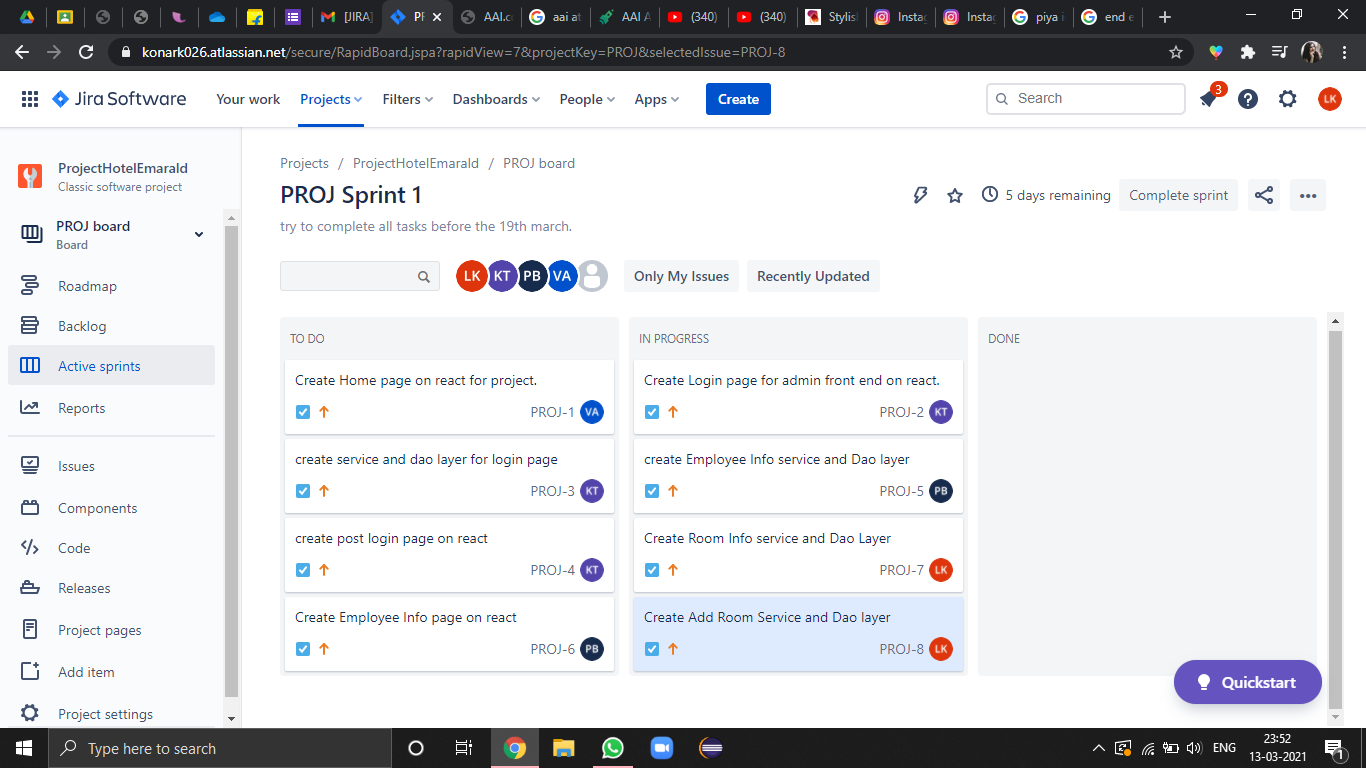 [JIRA]
PR
AAI.c
aai at
AAI A
(340)
(340)
Stylis
Insta
Insta
piya i
end e
konark026.atlassian.net/secure/RapidBoard.jspa?rapidView=7&projectKey=PROJ&selectedIssue=PROJ-8
Jira Software
Your work
Projects
Filters
Dashboards
People
Apps
Create
Search
3
LK
ProjectHotelEmarald
Classic software project
PROJ board
Board
Roadmap
Backlog
Active sprints
Reports
Issues
Components
Code
Releases
Project pages
Add item
Project settings
Projects / ProjectHotelEmarald / PROJ board
PROJ Sprint 1
5 days remaining
Complete sprint
try to complete all tasks before the 19th march.
LK KT PB VA
Only My Issues
Recently Updated
TO DO
Create Home page on react for project.
PROJ-1 VA
create service and dao layer for login page
PROJ-3 KT
create post login page on react
PROJ-4 KT
Create Employee Info page on react
PROJ-6 PB
IN PROGRESS
Create Login page for admin front end on react.
PROJ-2 KT
create Employee Info service and Dao layer
PROJ-5 PB
Create Room Info service and Dao Layer
PROJ-7 LK
Create Add Room Service and Dao layer
PROJ-8 LK
DONE
Quickstart
Type here to search
ENG
23:52
13-03-2021
1